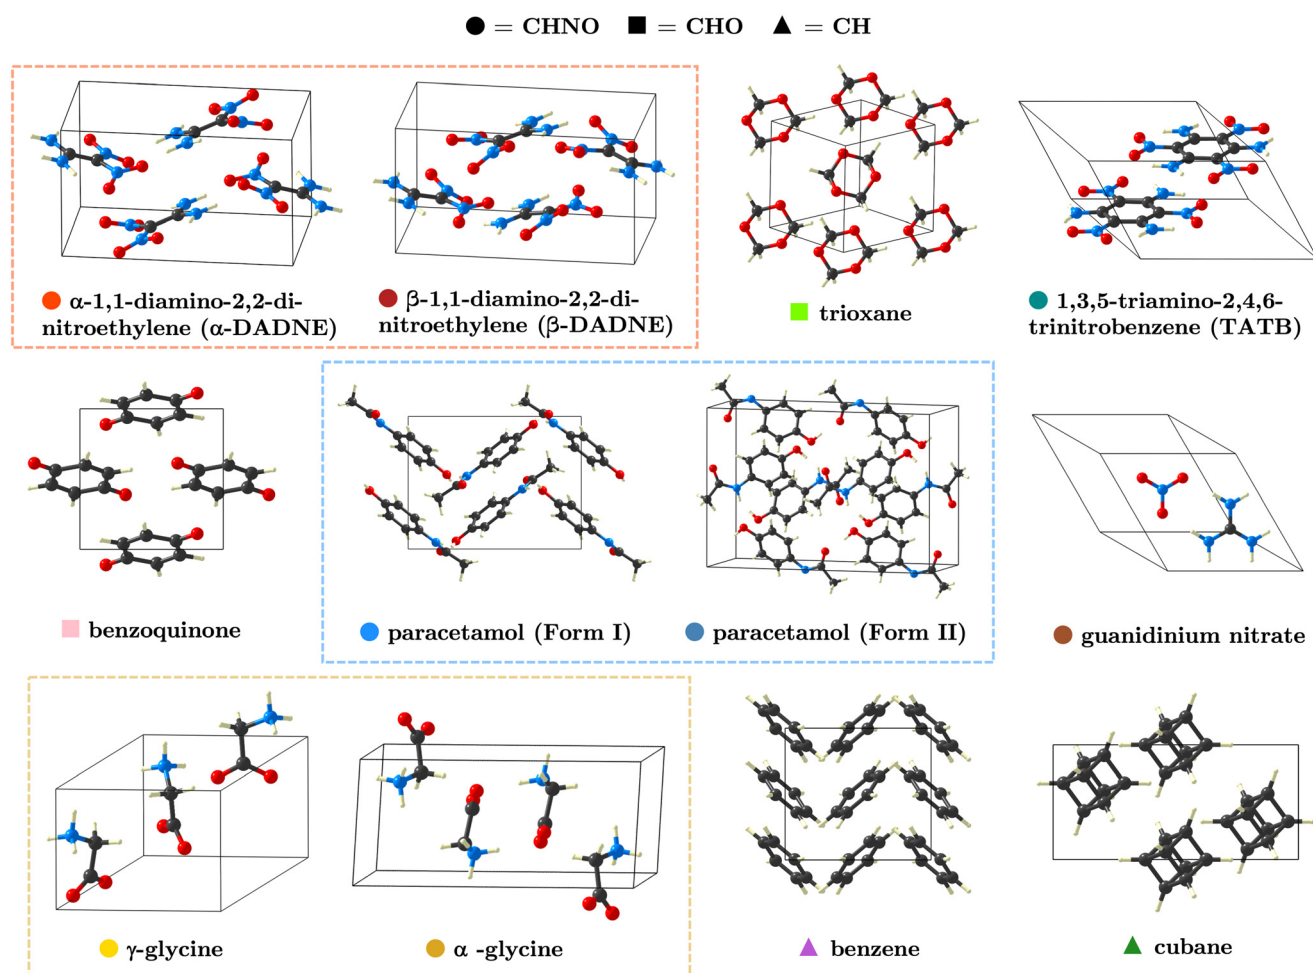 = CHNO = CHO = CH
α-1,1-diamino-2,2-di-
nitroethylene (α-DADNE)
β-1,1-diamino-2,2-di-
nitroethylene (β-DADNE)
trioxane
1,3,5-triamino-2,4,6-
trinitrobenzene (TATB)
benzoquinone
paracetamol (Form I)
paracetamol (Form II)
guanidinium nitrate
γ-glycine
α -glycine
benzene
cubane